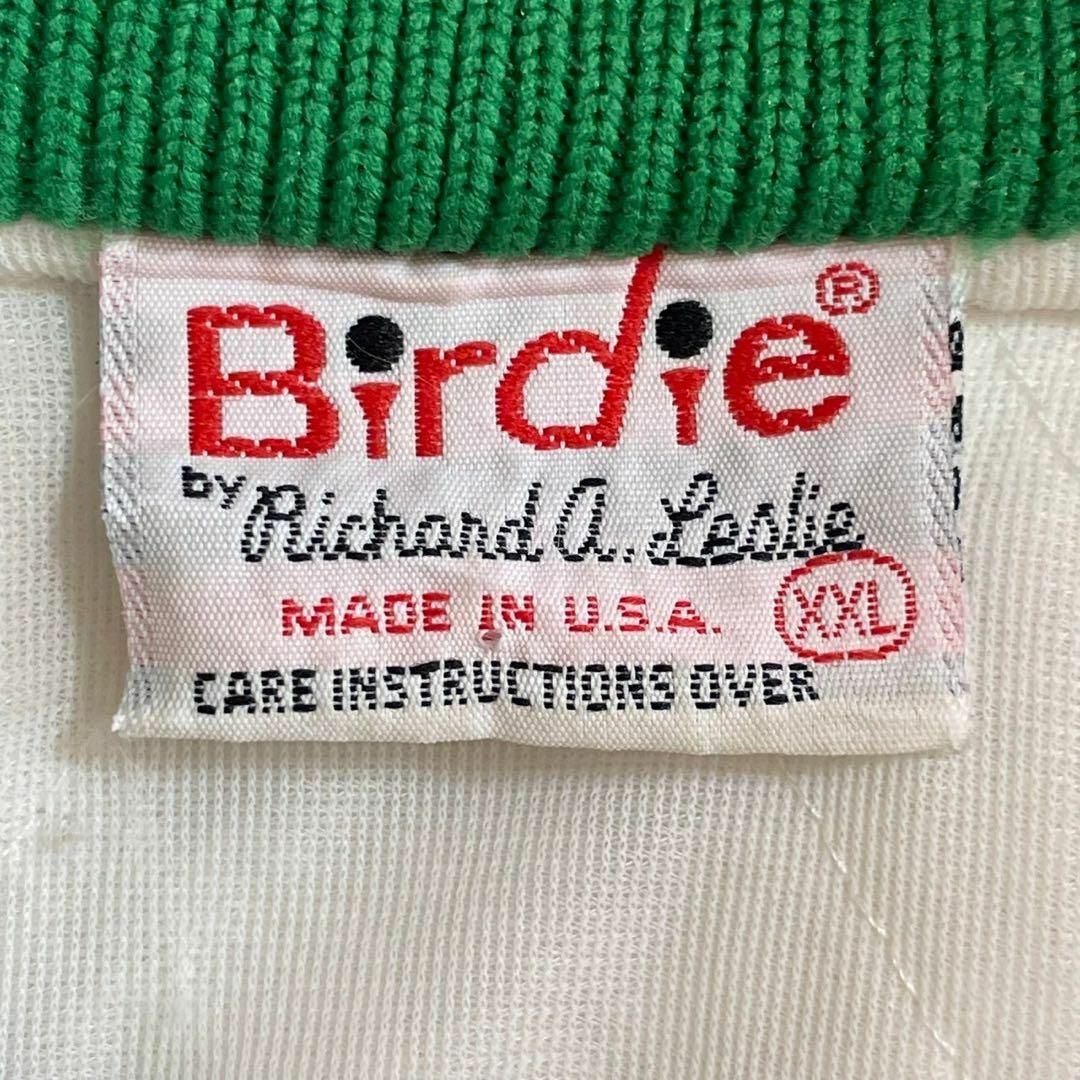 Birdie®
by Richard A. Leslie
MADE IN U.S.A. XXL
CARE INSTRUCTIONS OVER